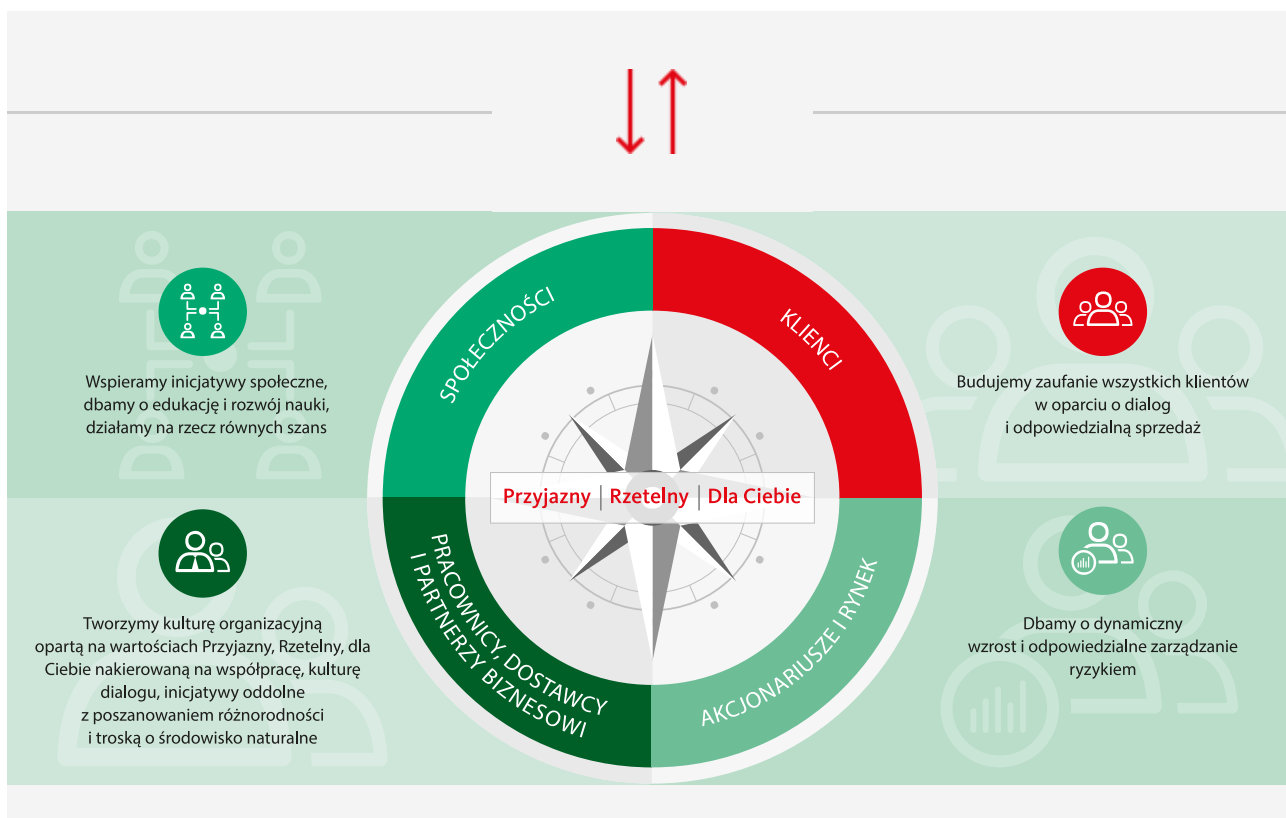 SPOŁECZNOŚCI
KLIENCI
Wspieramy inicjatywy społeczne,
dbamy o edukację i rozwój nauki,
działamy na rzecz równych szans
Budujemy zaufanie wszystkich klientów
w oparciu o dialog
i odpowiedzialną sprzedaż
Przyjazny | Rzetelny | Dla Ciebie
PRACOWNICY, DOSTAWCY
I PARTNERZY BIZNESOWI
AKCJONARIUSZE I RYNEK
Tworzymy kulturę organizacyjną
opartą na wartościach Przyjazny, Rzetelny, dla
Ciebie nakierowaną na współpracę, kulturę
dialogu, inicjatywy oddolne
z poszanowaniem różnorodności
i troską o środowisko naturalne
Dbamy o dynamiczny
wzrost i odpowiedzialne zarządzanie
ryzykiem